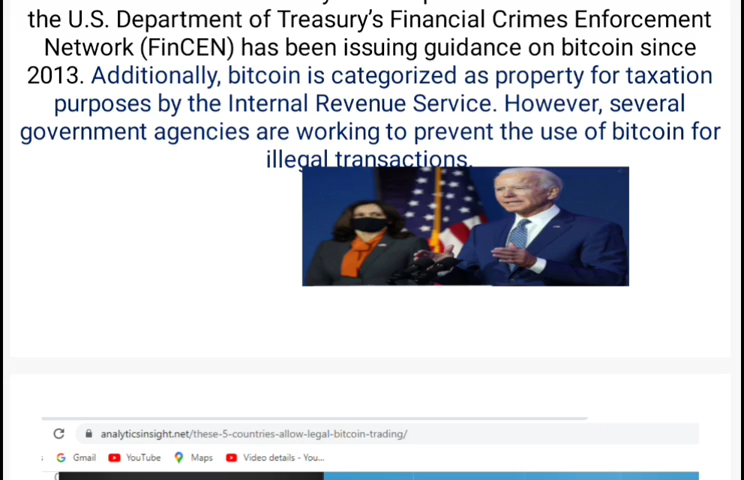 the U.S. Department of Treasury's Financial Crimes Enforcement
Network (FinCEN) has been issuing guidance on bitcoin since
2013. Additionally, bitcoin is categorized as property for taxation
purposes by the Internal Revenue Service. However, several
government agencies are working to prevent the use of bitcoin for
illegal transactions.
analyticsinsight.net/these-5-countries-allow-legal-bitcoin-trading/
Gmail YouTube Maps Video details - You...